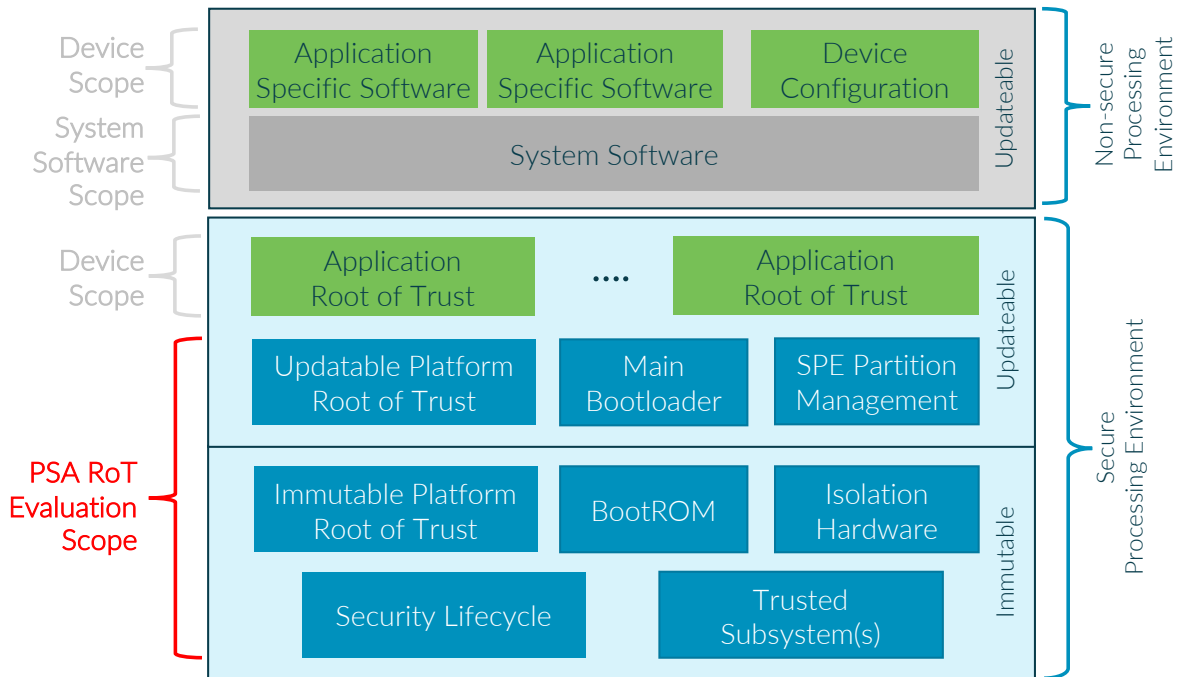 Device
Scope
Application
Specific Software
Application
Specific Software
Device
Configuration
Updateable
Non-secure
Processing
Environment
System
Software
Scope
System Software
Device
Scope
Application
Root of Trust
....
Application
Root of Trust
Updateable
Secure
Processing Environment
Updatable Platform
Root of Trust
Main
Bootloader
SPE Partition
Management
PSA RoT
Evaluation
Scope
Immutable Platform
Root of Trust
BootROM
Isolation
Hardware
Immutable
Security Lifecycle
Trusted
Subsystem(s)